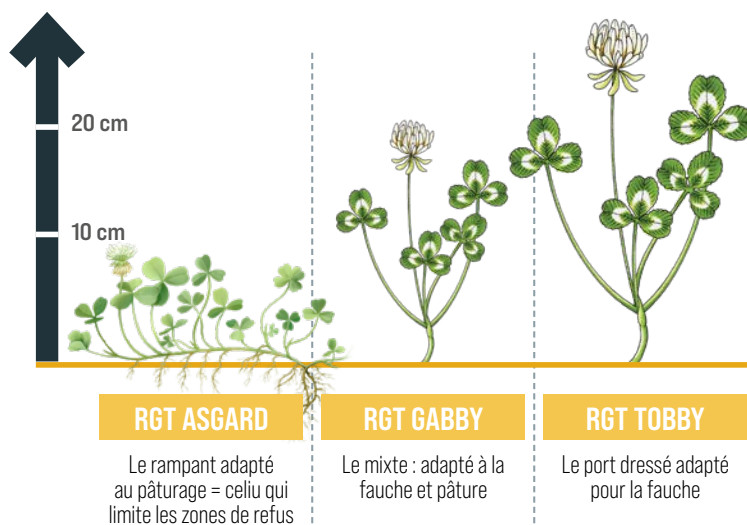 20 cm
10 cm
RGT ASGARD
Le rampant adapté
au pâturage = celiu qui
limite les zones de refus
RGT GABBY
Le mixte : adapté à la
fauche et pâture
RGT TOBBY
Le port dressé adapté
pour la fauche